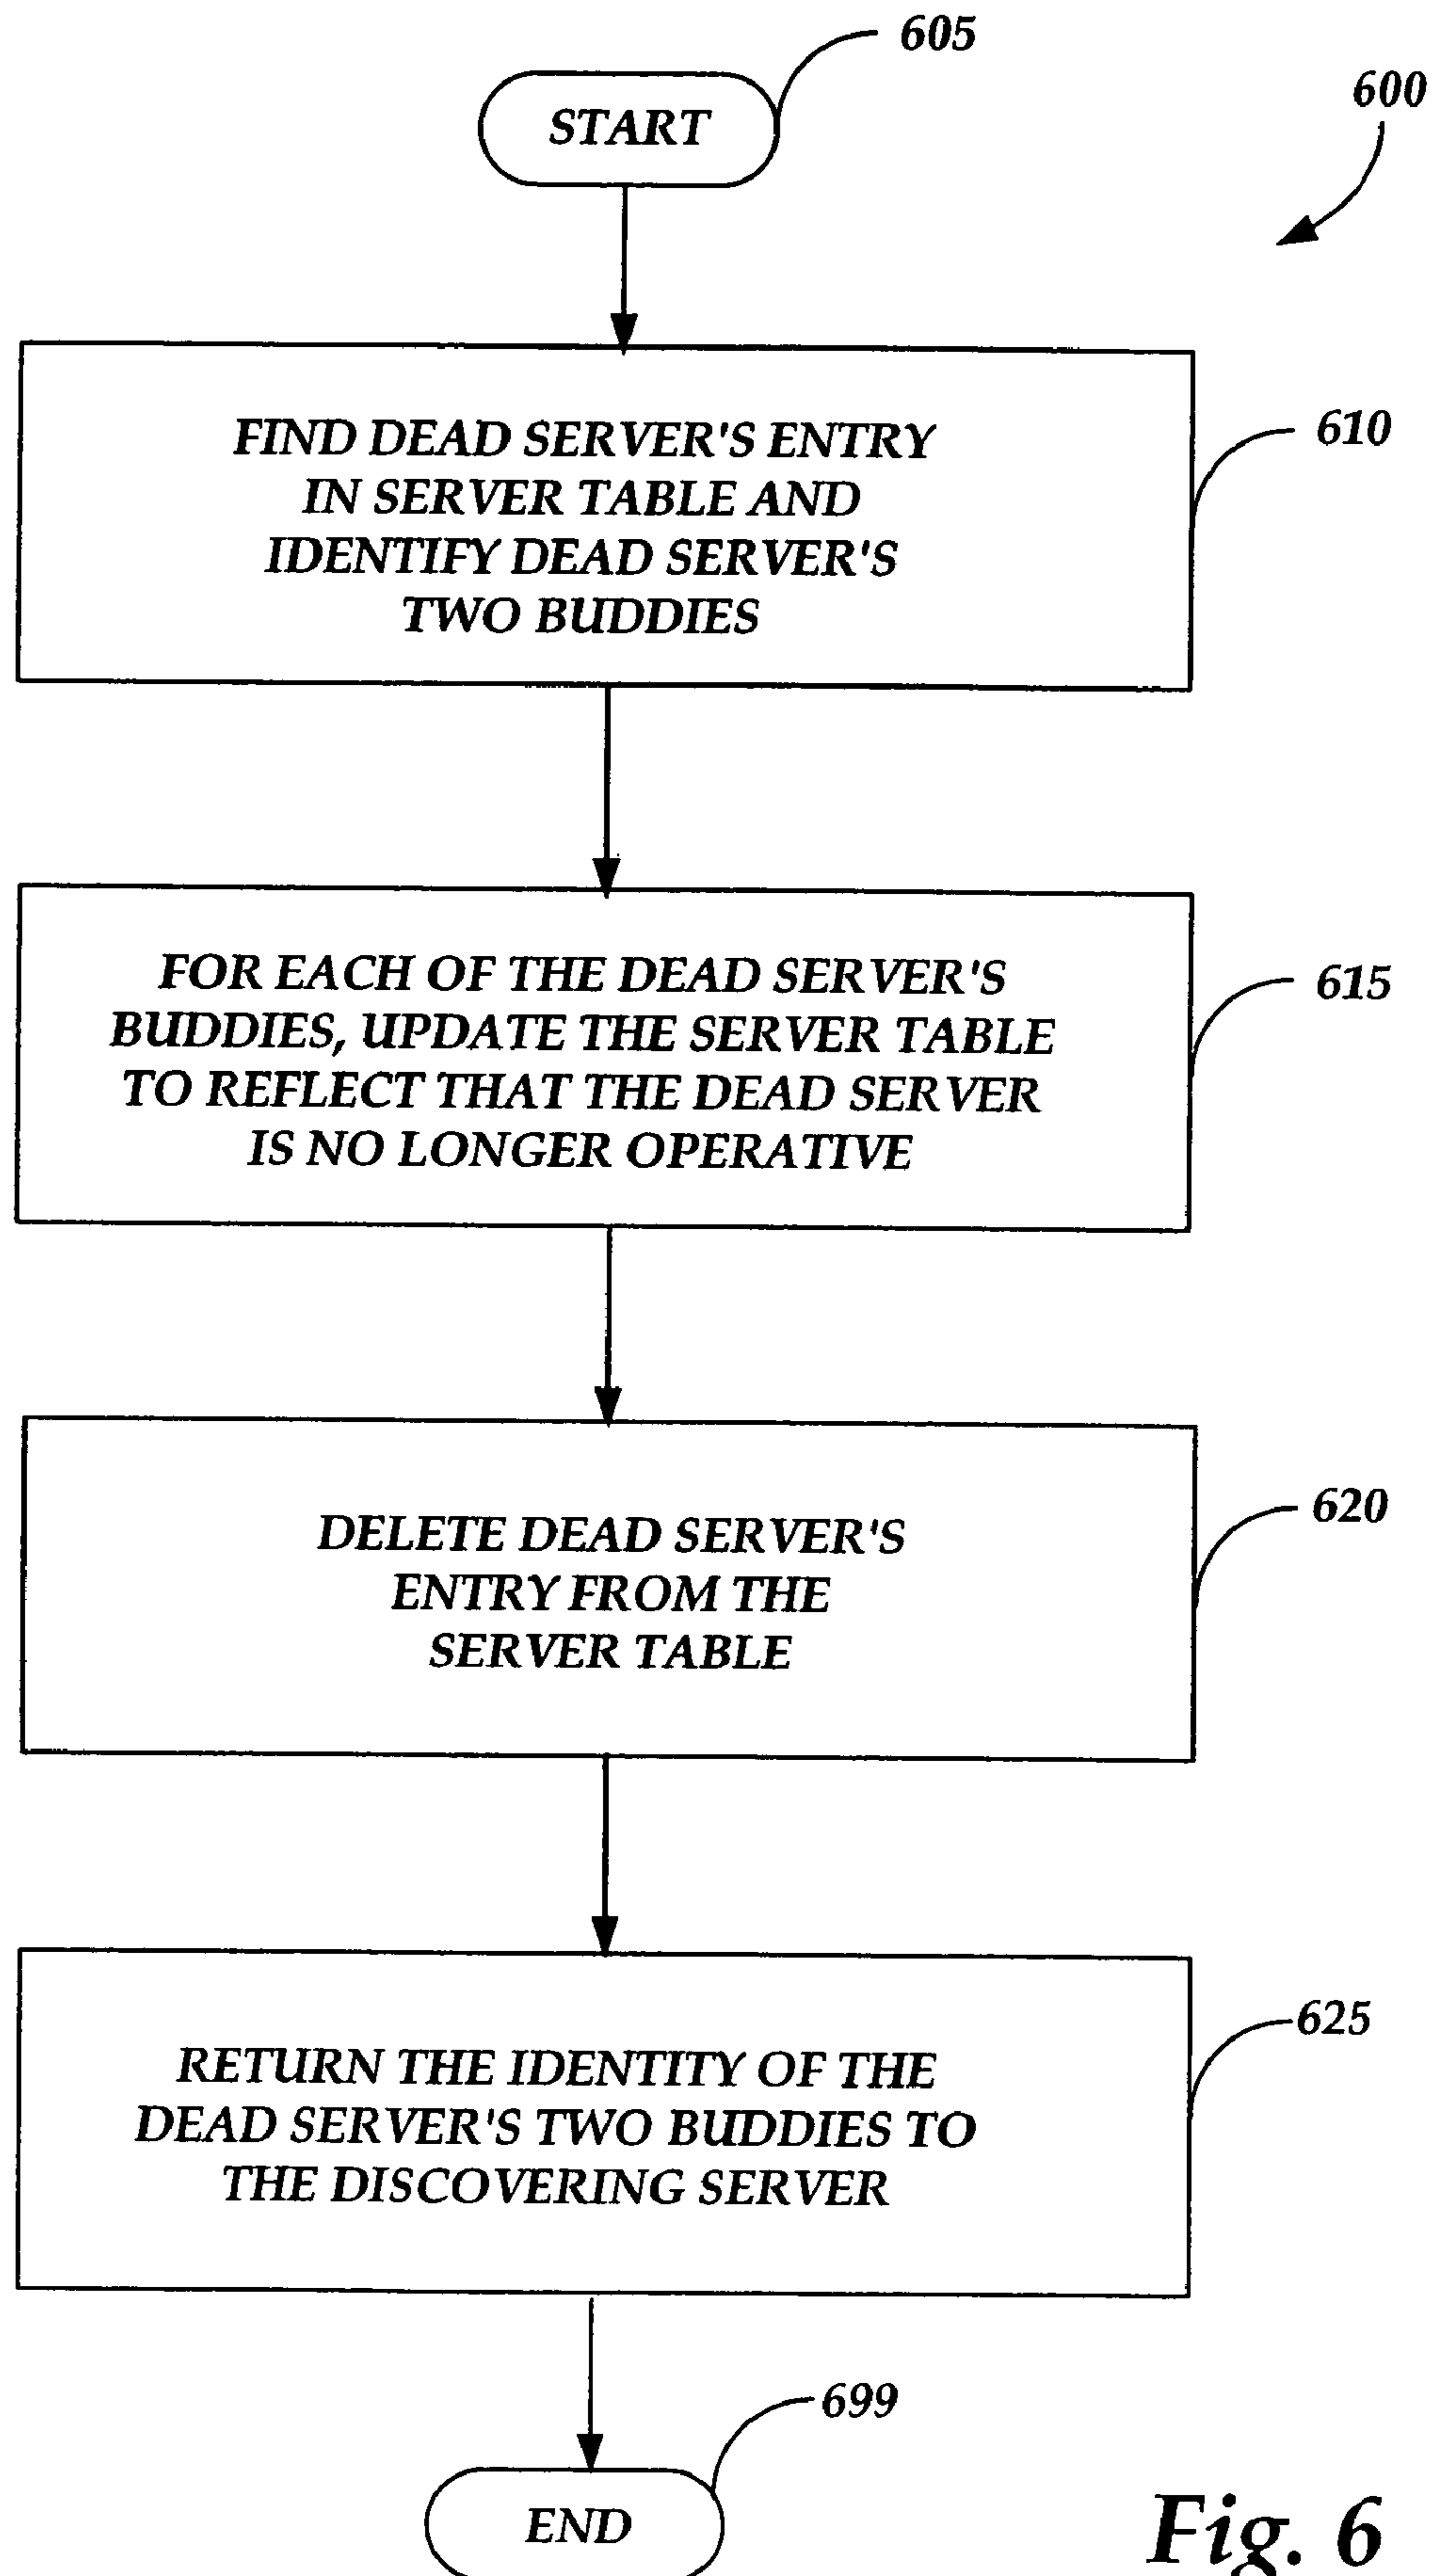 605
600
START
FIND DEAD SERVER'S ENTRY
IN SERVER TABLE AND
IDENTIFY DEAD SERVER'S
TWO BUDDIES
610
FOR EACH OF THE DEAD SERVER'S
BUDDIES, UPDATE THE SERVER TABLE
TO REFLECT THAT THE DEAD SERVER
IS NO LONGER OPERATIVE
615
DELETE DEAD SERVER'S
ENTRY FROM THE
SERVER TABLE
620
RETURN THE IDENTITY OF THE
DEAD SERVER'S TWO BUDDIES TO
THE DISCOVERING SERVER
625
699
END
Fig. 6